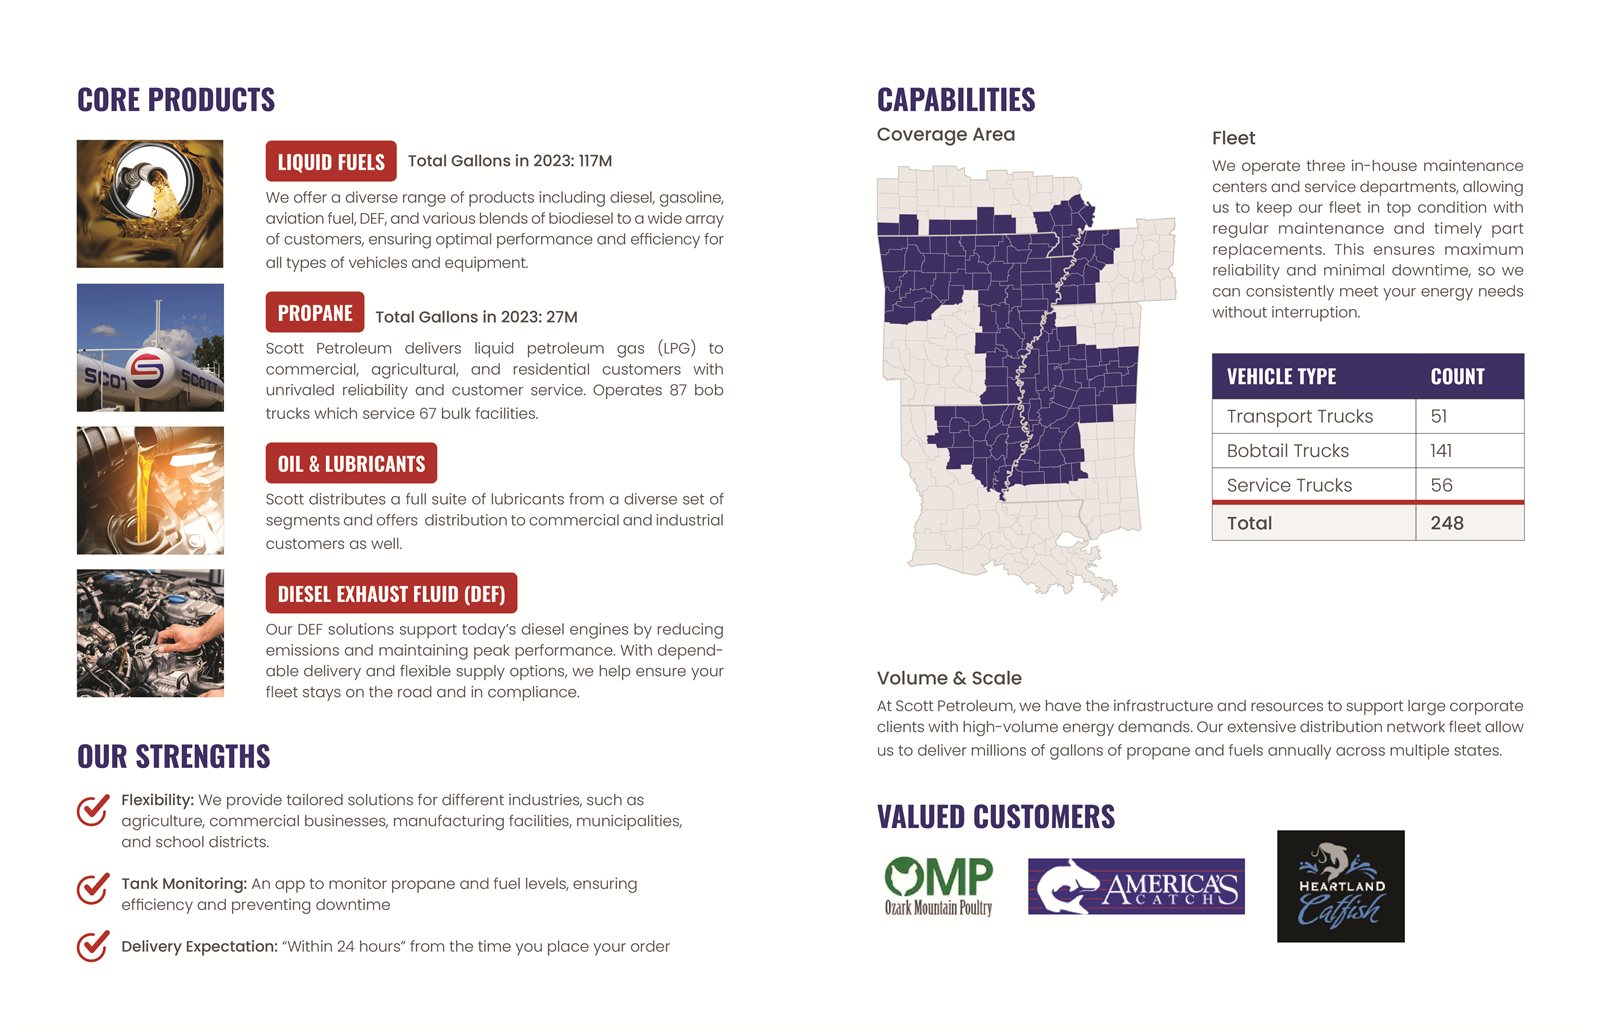 CORE PRODUCTS
LIQUID FUELS
Total Gallons in 2023: 117M
We offer a diverse range of products including diesel, gasoline,
aviation fuel, DEF, and various blends of biodiesel to a wide array
of customers, ensuring optimal performance and efficiency for
all types of vehicles and equipment.
SCOT
S
SCOTT
PROPANE
Total Gallons in 2023: 27M
Scott Petroleum delivers liquid petroleum gas (LPG) to
commercial, agricultural, and residential customers with
unrivaled reliability and customer service. Operates 87 bob
trucks which service 67 bulk facilities.
OIL & LUBRICANTS
Scott distributes a full suite of lubricants from a diverse set of
segments and offers distribution to commercial and industrial
customers as well.
DIESEL EXHAUST FLUID (DEF)
Our DEF solutions support today's diesel engines by reducing
emissions and maintaining peak performance. With depend-
able delivery and flexible supply options, we help ensure your
fleet stays on the road and in compliance.
OUR STRENGTHS
Flexibility: We provide tailored solutions for different industries, such as
agriculture, commercial businesses, manufacturing facilities, municipalities,
and school districts.
Tank Monitoring: An app to monitor propane and fuel levels, ensuring
efficiency and preventing downtime
Delivery Expectation: “Within 24 hours” from the time you place your order
CAPABILITIES
Coverage Area
Fleet
We operate three in-house maintenance
centers and service departments, allowing
us to keep our fleet in top condition with
regular maintenance and timely part
replacements. This ensures maximum
reliability and minimal downtime, so we
can consistently meet your energy needs
without interruption.
VEHICLE TYPE COUNT
Transport Trucks 51
Bobtail Trucks 141
Service Trucks 56
Total 248
Volume & Scale
At Scott Petroleum, we have the infrastructure and resources to support large corporate
clients with high-volume energy demands. Our extensive distribution network fleet allow
us to deliver millions of gallons of propane and fuels annually across multiple states.
VALUED CUSTOMERS
OMP
Ozark Mountain Poultry
AMERICA'S
CATCH
HEARTLAND
Catfish